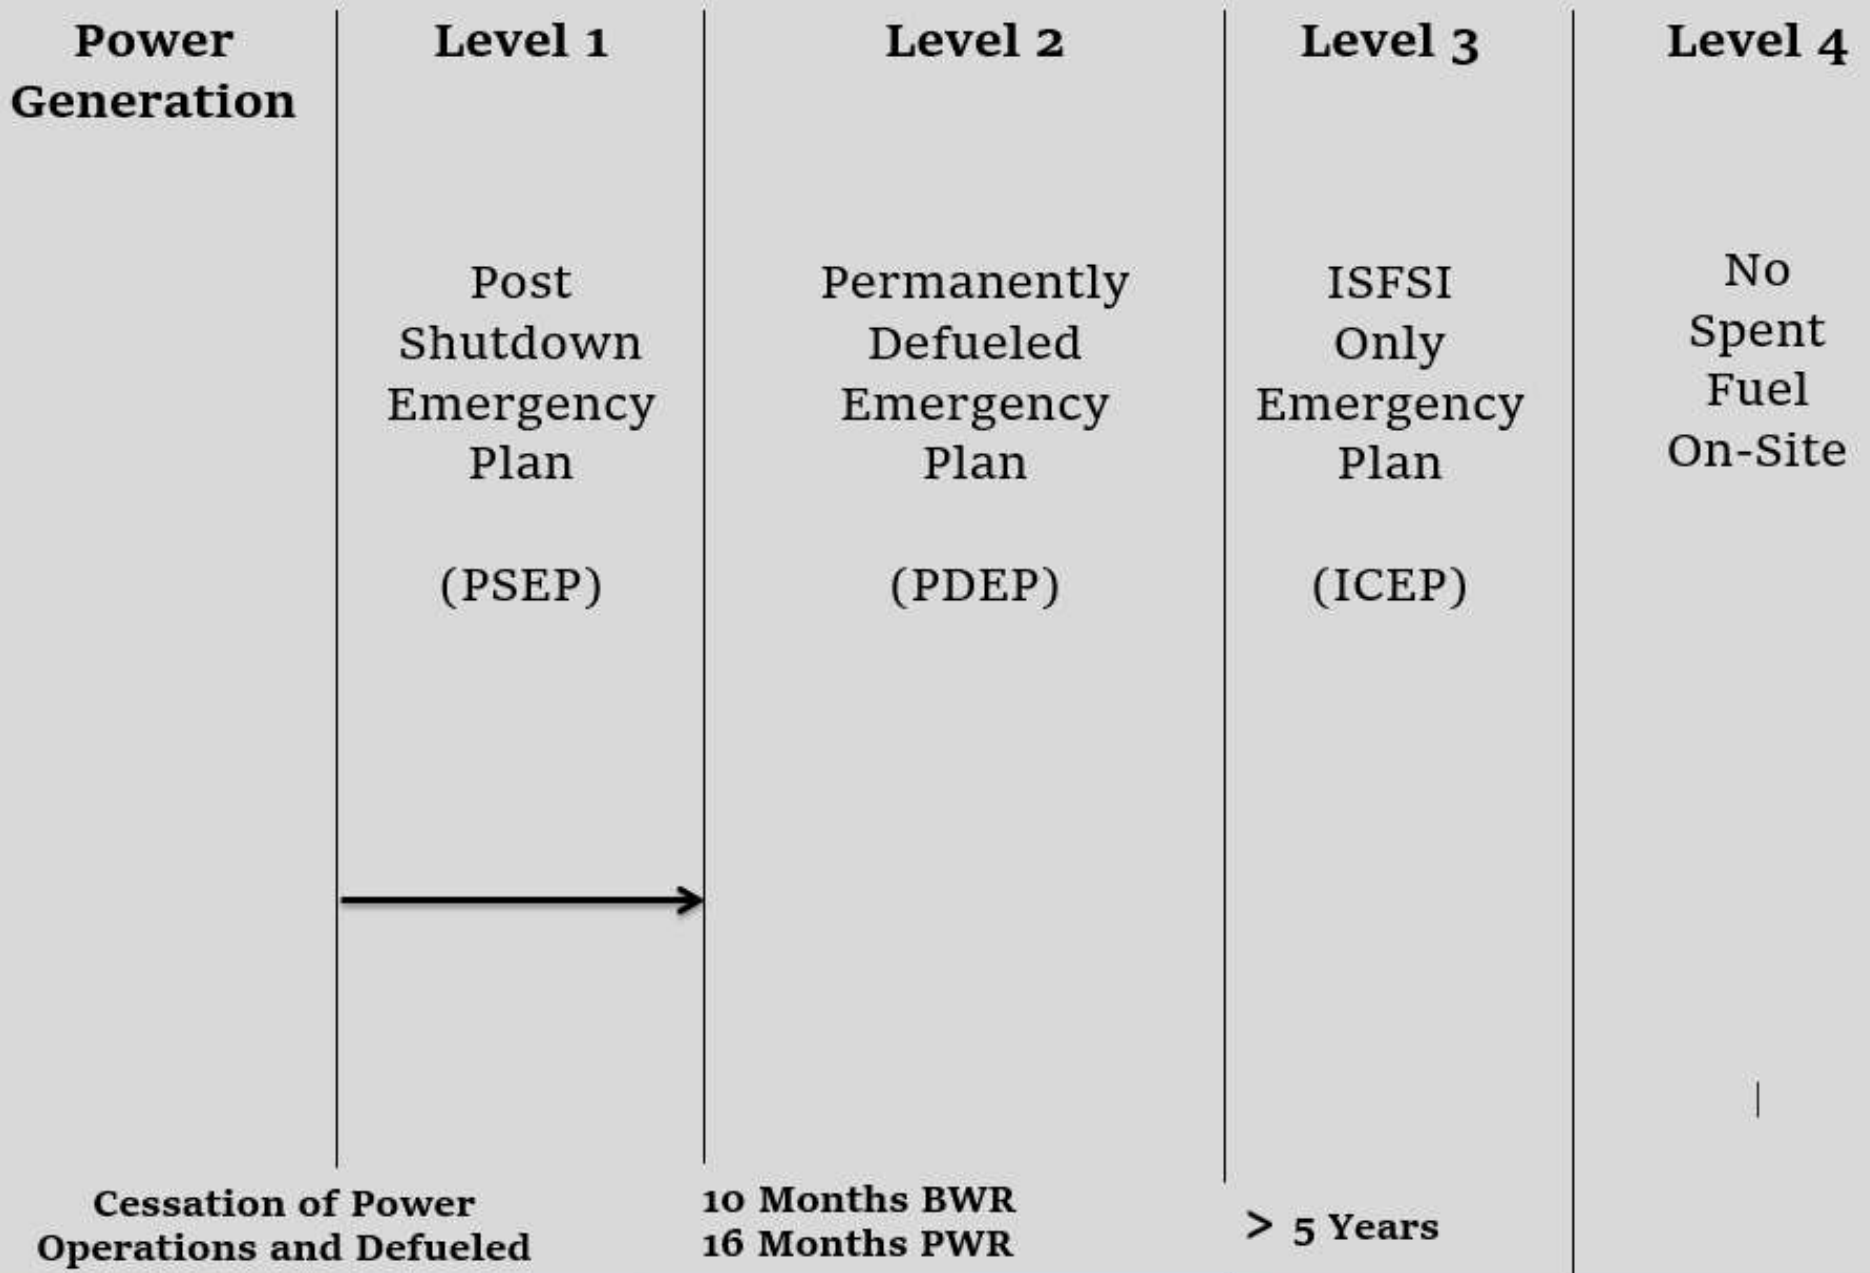 Power
Generation
Level 1
Level 2
Level 3
Level 4
Post
Shutdown
Emergency
Plan
(PSEP)
Permanently
Defueled
Emergency
Plan
(PDEP)
ISFSI
Only
Emergency
Plan
(ICEP)
No
Spent
Fuel
On-Site
Cessation of Power
Operations and Defueled
10 Months BWR
16 Months PWR
> 5 Years